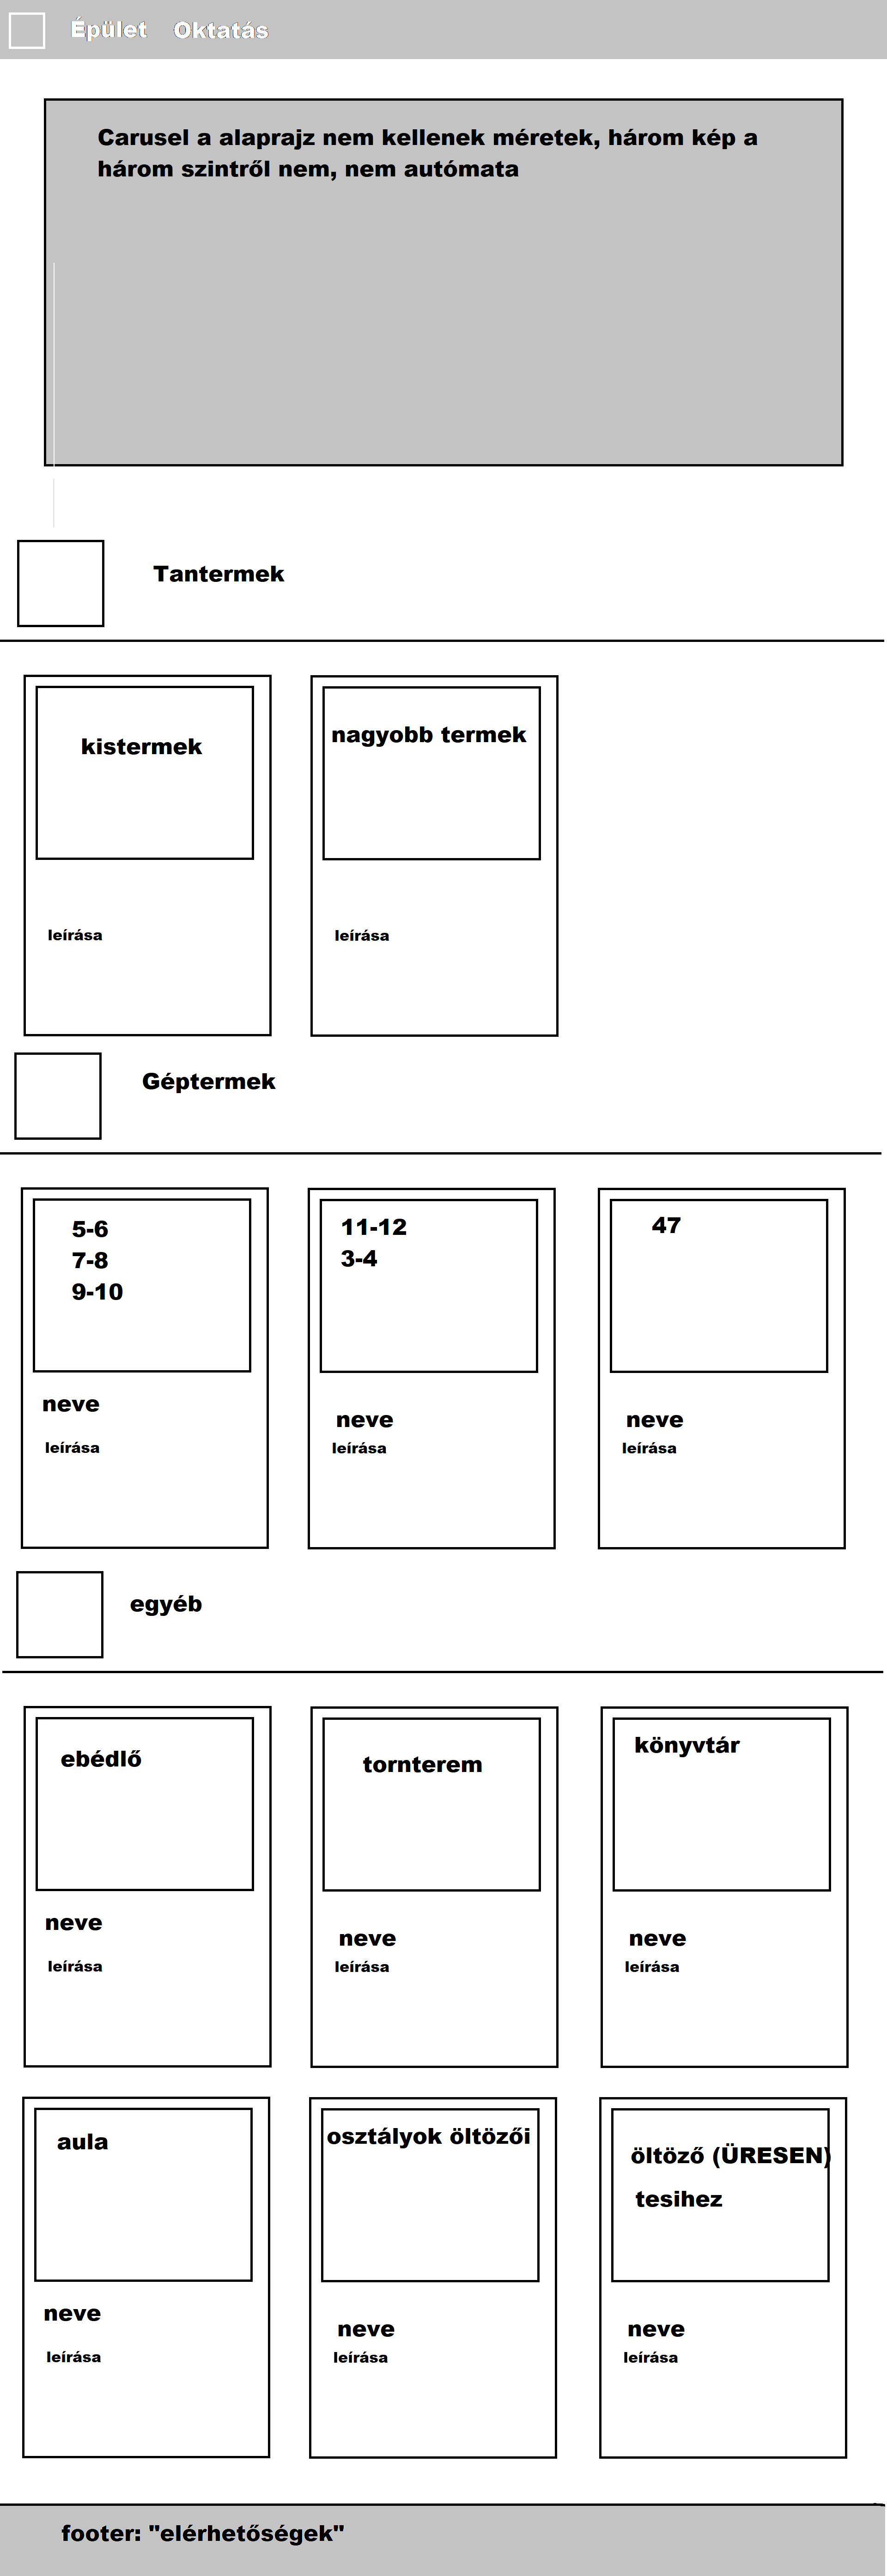 Épület Oktatás
Carusel a alaprajz nem kellenek méretek, három kép a
három szintről nem, nem autómata
Tantermek
kistermek
nagyobb termek
leírása
leírása
Géptermek
5-6
7-8
9-10
11-12
3-4
47
neve
neve
neve
leírása
leírása
leírása
egyéb
ebédlő
tornterem
könyvtár
neve
neve
neve
leírása
leírása
leírása
aula
osztályok öltözői
öltöző (ÜRESEN)
tesihez
neve
neve
neve
leírása
leírása
leírása
footer: "elérhetőségek"